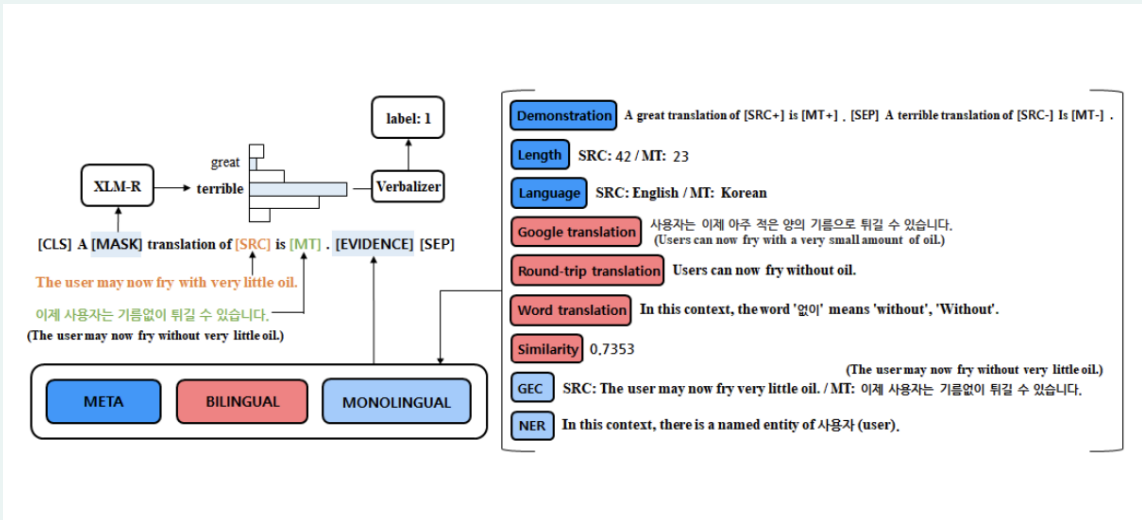 label: 1
great
XLM-R
terrible
Verbalizer
[CLS] A [MASK] translation of [SRC] is [MT] . [EVIDENCE] [SEP]
The user may now fry with very little oil.
이제 사용자는 기름없이 튀길 수 있습니다.
(The user may now fry without very little oil.)
META
BILINGUAL
MONOLINGUAL
Demonstration A great translation of [SRC+] is [MT+] . [SEP] A terrible translation of [SRC-] Is [MT-] .
Length SRC: 42 / MT: 23
Language SRC: English / MT: Korean
Google translation 사용자는 이제 아주 적은 양의 기름으로 튀길 수 있습니다.
(Users can now fry with a very small amount of oil.)
Round-trip translation Users can now fry without oil.
Word translation In this context, the word '없이' means 'without', 'Without'.
Similarity 0.7353
(The user may now fry without very little oil.)
GEC SRC: The user may now fry very little oil. / MT: 이제 사용자는 기름없이 튀길 수 있습니다.
NER In this context, there is a named entity of 사용자 (user).